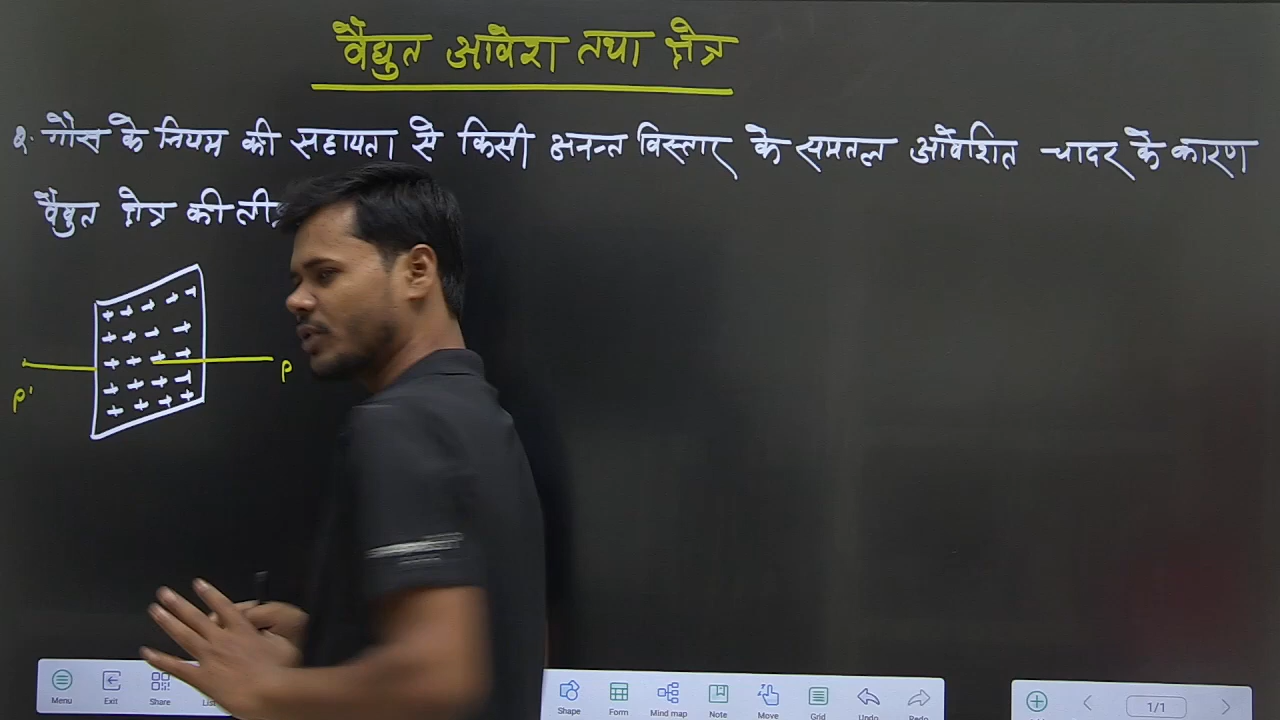 वैद्युत आवेश तथा क्षेत्र
Q. गौस के नियम की सहायता से किसी अनन्त विस्तार के समतल आवेशित चादर के कारण
वैद्युत क्षेत्र की
P'
P
Menu
Exit
Share
Shape
Form
Mind map
Note
Move
Grid
Undo
Redo
1/1